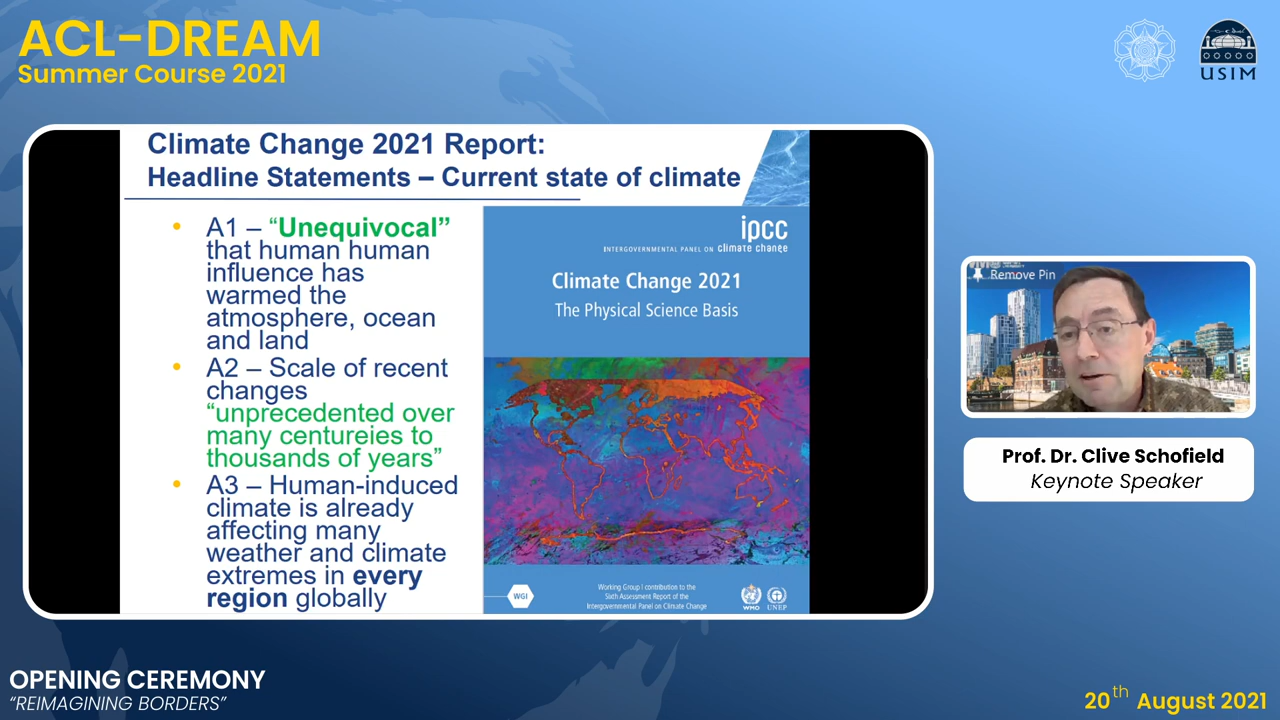 ACL-DREAM
Summer Course 2021
USIM
Climate Change 2021 Report:
Headline Statements – Current state of climate
• A1 – “Unequivocal”
that human human
influence has
warmed the
atmosphere, ocean
and land
• A2 – Scale of recent
changes
“unprecedented over
many centureies to
thousands of years”
• A3 – Human-induced
climate is already
affecting many
weather and climate
extremes in every
region globally
ipcc
INTERGOVERNMENTAL PANEL ON climate change
Climate Change 2021
The Physical Science Basis
WGI
Working Group I contribution to the
Sixth Assessment Report of the
Intergovernmental Panel on Climate Change
WMO
UNEP
Remove Pin
Prof. Dr. Clive Schofield
Keynote Speaker
OPENING CEREMONY
“REIMAGINING BORDERS”
20th August 2021